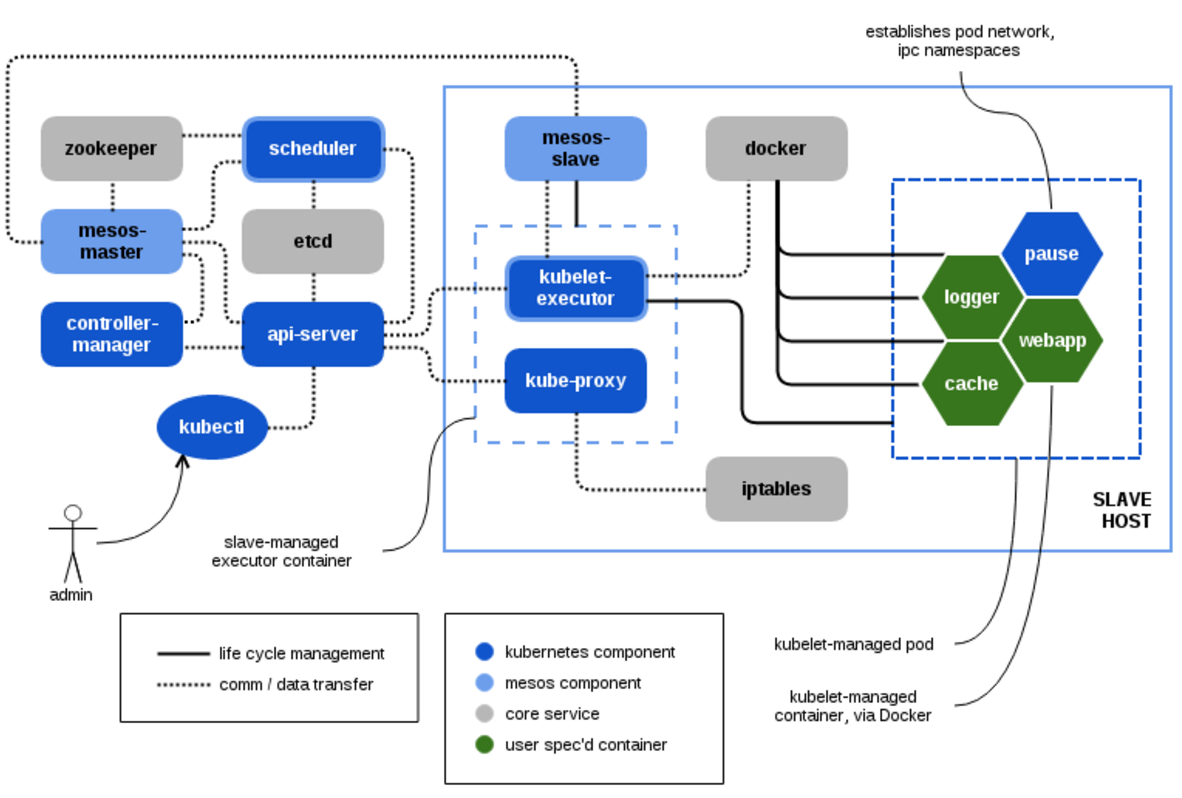 establishes pod network,
ipc namespaces
zookeeper
scheduler
mesos-
slave
docker
mesos-
master
etcd
pause
kubelet-
executor
logger
controller-
manager
api-server
webapp
kube-proxy
cache
kubectl
iptables
SLAVE
HOST
slave-managed
executor container
admin
life cycle management
comm / data transfer
kubernetes component
mesos component
core service
user spec'd container
kubelet-managed pod
kubelet-managed
container, via Docker